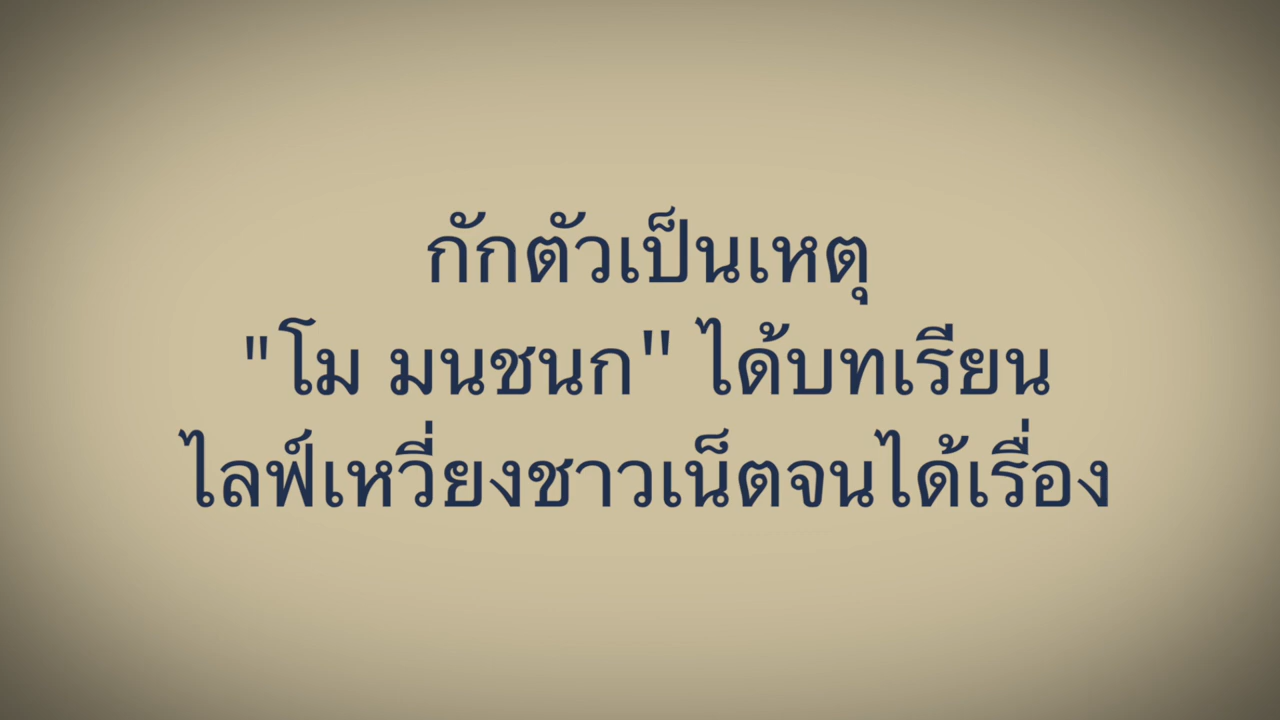 กักตัวเป็นเหตุ
"โม มนชนก" ได้บทเรียน
ไลฟ์เหวี่ยงชาวเน็ตจนได้เรื่อง